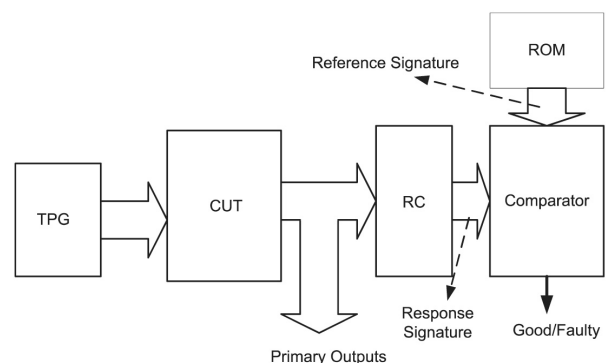 ROM
Reference Signature
TPG
CUT
RC
Comparator
Response
Signature
Good/Faulty
Primary Outputs